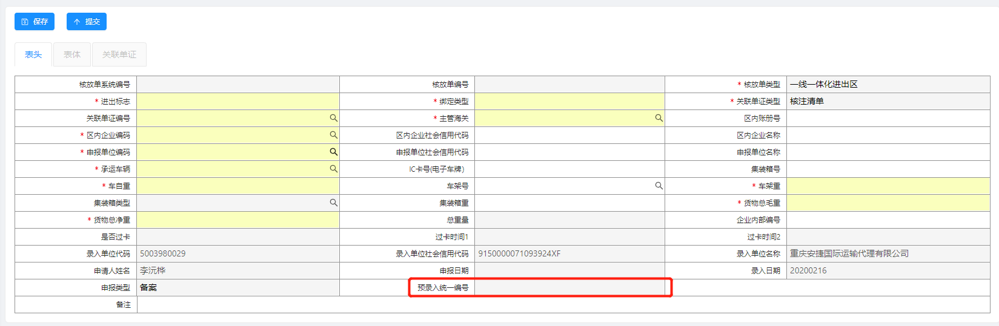 保存 提交
表头 表体 关联单证
核放单系统编号 核放单编号 * 核放单类型 一线一体化进出区
* 进出标志 * 绑定类型 * 关联单证类型 核注清单
关联单证编号 * 主管海关 区内账册号
* 区内企业编码 区内企业社会信用代码 区内企业名称
* 申报单位编码 申报单位社会信用代码 申报单位名称
* 承运车辆 IC卡号(电子车牌) 集装箱号
* 车自重 车架号 * 车架重
集装箱类型 集装箱重 * 货物总毛重
* 货物总净重 总重量 企业内部编号
是否过卡 过卡时间1 过卡时间2
录入单位代码 5003980029 录入单位社会信用代码 9150000071093924XF 录入单位名称 重庆安捷国际运输代理有限公司
申请人姓名 李沅桦 申报日期 录入日期 20200216
申报类型 备案 预录入统一编号
备注